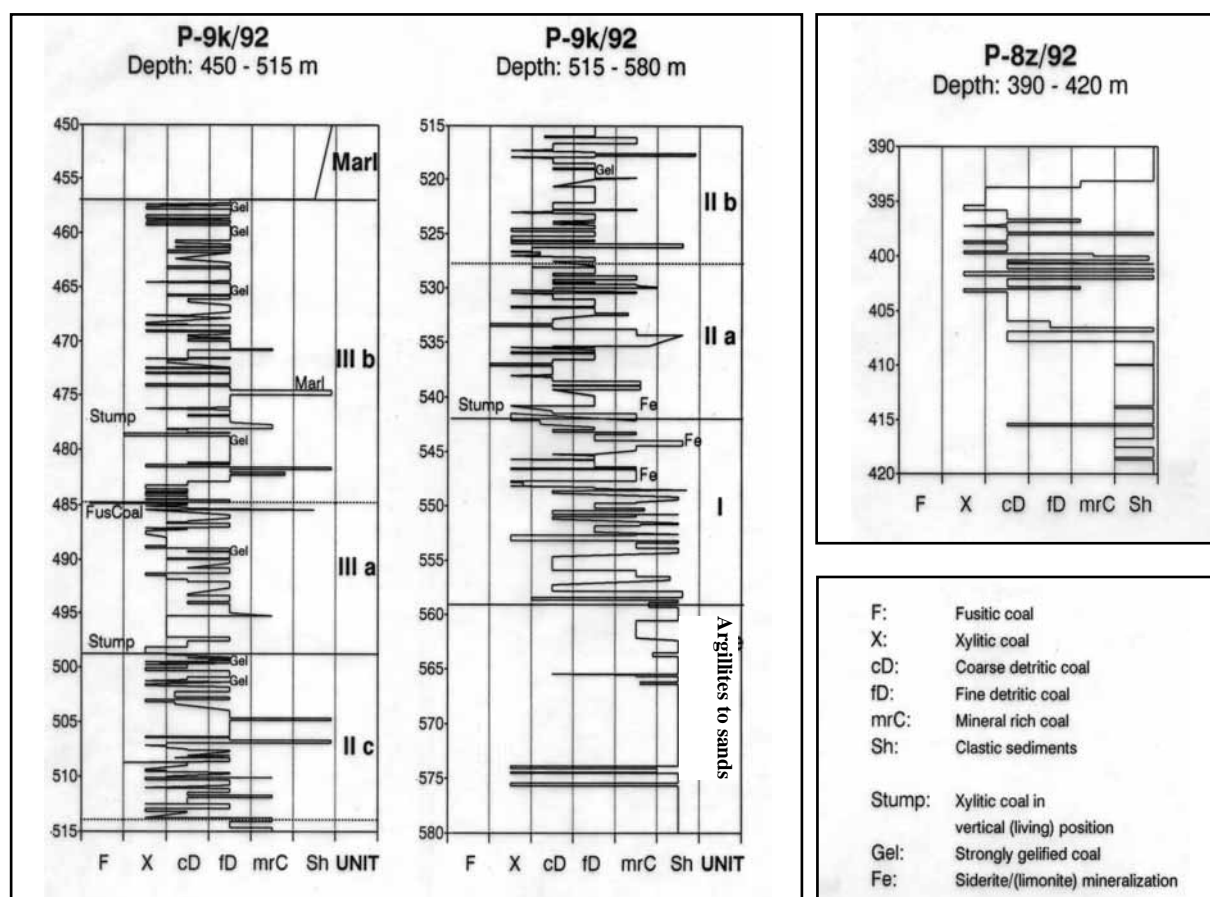 P-9k/92
Depth: 450 - 515 m
450
455
460
465
470
475
480
485
490
495
500
505
510
515
Marl
Gel
Gel
Gel
III b
Marl
Stump
Gel
FusCoal
Gel
III a
Stump
Gel
Gel
II c
F X cD fD mrC Sh UNIT
P-9k/92
Depth: 515 - 580 m
515
520
525
530
535
540
545
550
555
560
565
570
575
580
Gel
II b
II a
Stump
Fe
Fe
Fe
I
Argillites to sands
F X cD fD mrC Sh UNIT
P-8z/92
Depth: 390 - 420 m
390
395
400
405
410
415
420
F X cD fD mrC Sh
F: Fusitic coal
X: Xylitic coal
cD: Coarse detritic coal
fD: Fine detritic coal
mrC: Mineral rich coal
Sh: Clastic sediments
Stump: Xylitic coal in
vertical (living) position
Gel: Strongly gelified coal
Fe: Siderite/(limonite) mineralization